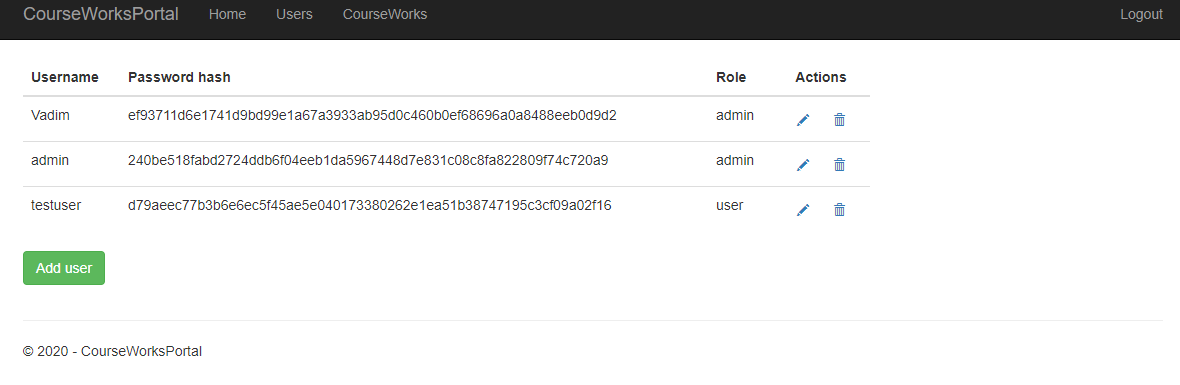 CourseWorksPortal Home Users CourseWorks Logout
Username Password hash Role Actions
Vadim ef93711d6e1741d9bd99e1a67a3933ab95d0c460b0ef68696a0a8488eeb0d9d2 admin
admin 240be518fabd2724ddb6f04eeb1da5967448d7e831c08c8fa822809f74c720a9 admin
testuser d79aeec77b3b6e6ec5f45ae5e040173380262e1ea51b38747195c3cf09a02f16 user
Add user
© 2020 - CourseWorksPortal